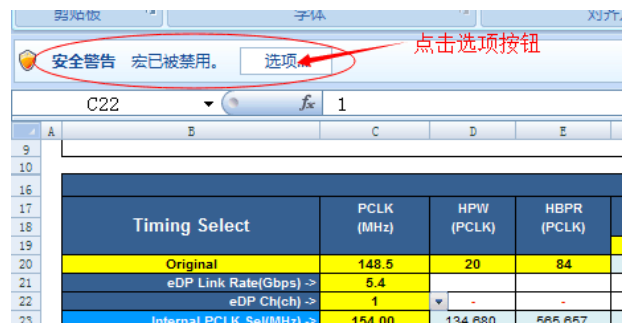 剪贴板
字体
对齐
点击选项按钮
安全警告 宏已被禁用。 选项
C22 fx 1
A B C D E
9
10
16
17 PCLK HPW HBPR
18 Timing Select (MHz) (PCLK) (PCLK)
19
20 Original 148.5 20 84
21 eDP Link Rate(Gbps) -> 5.4
22 eDP Ch(ch) -> 1 - -
23 Internal PCLK Sel(MHz) -> 154.00 134.680 565.657